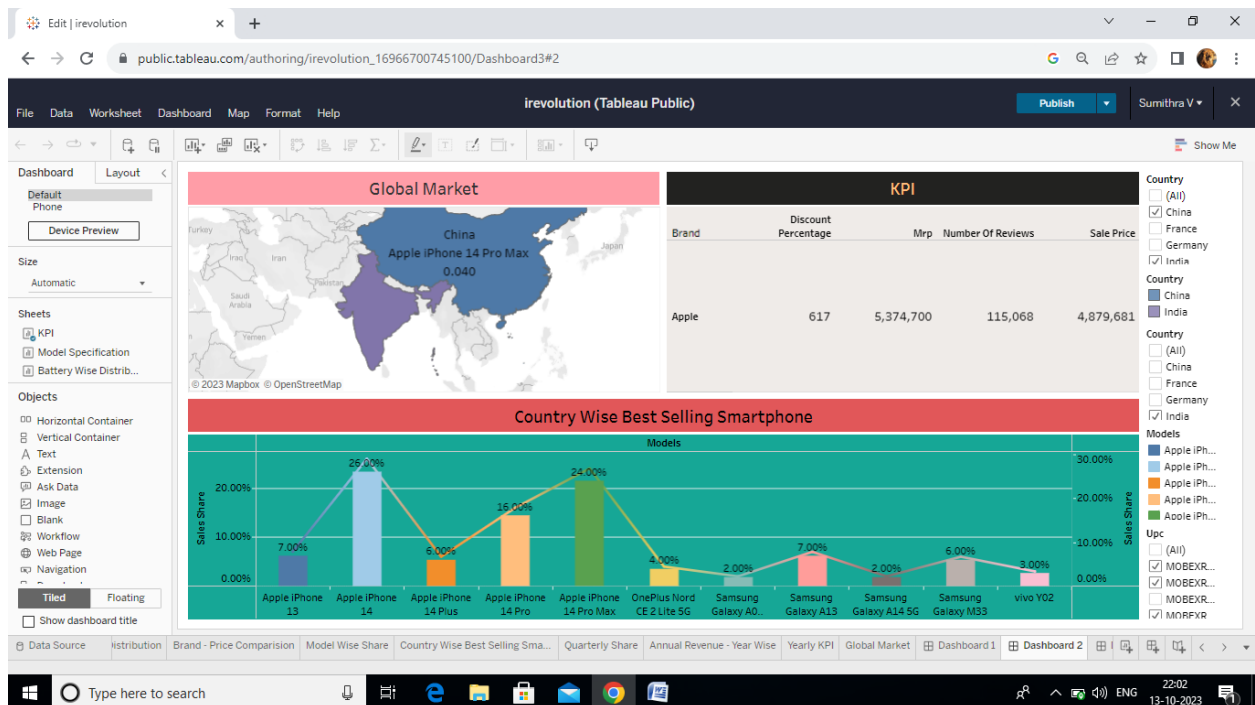 Edit | irevolution
public.tableau.com/authoring/irevolution_16966700745100/Dashboard3#2
File Data Worksheet Dashboard Map Format Help
irevolution (Tableau Public)
Publish
Sumithra V
Show Me
Dashboard Layout
Default
Phone
Device Preview
Size
Automatic
Sheets
KPI
Model Specification
Battery Wise Distrib...
Objects
Horizontal Container
Vertical Container
Text
Extension
Ask Data
Image
Blank
Workflow
Web Page
Navigation
Tiled Floating
Show dashboard title
Global Market
Turkey
Iraq
Iran
Pakistan
Saudi
Arabia
Yemen
Japan
China
Apple iPhone 14 Pro Max
0.040
© 2023 Mapbox © OpenStreetMap
KPI
Brand Discount Percentage Mrp Number Of Reviews Sale Price
Apple 617 5,374,700 115,068 4,879,681
Country Wise Best Selling Smartphone
Models
Sales Share
20.00%
10.00%
0.00%
7.00% 26.00% 6.00% 16.00% 24.00% 4.00% 2.00% 7.00% 2.00% 6.00% 3.00%
30.00%
20.00%
10.00%
0.00%
Sales Share
Apple iPhone 13
Apple iPhone 14
Apple iPhone 14 Plus
Apple iPhone 14 Pro
Apple iPhone 14 Pro Max
OnePlus Nord CE 2 Lite 5G
Samsung Galaxy A0..
Samsung Galaxy A13
Samsung Galaxy A14 5G
Samsung Galaxy M33
vivo Y02
Country
(All)
China
France
Germany
India
Country
China
India
Country
(All)
China
France
Germany
India
Models
Apple iPh...
Apple iPh...
Apple iPh...
Apple iPh...
Apple iPh...
Upc
(All)
MOBEXR...
MOBEXR...
MOBEXR...
MOBEXR
Data Source istribution Brand - Price Comparision Model Wise Share Country Wise Best Selling Sma... Quarterly Share Annual Revenue - Year Wise Yearly KPI Global Market Dashboard 1 Dashboard 2
Type here to search
ENG
22:02
13-10-2023